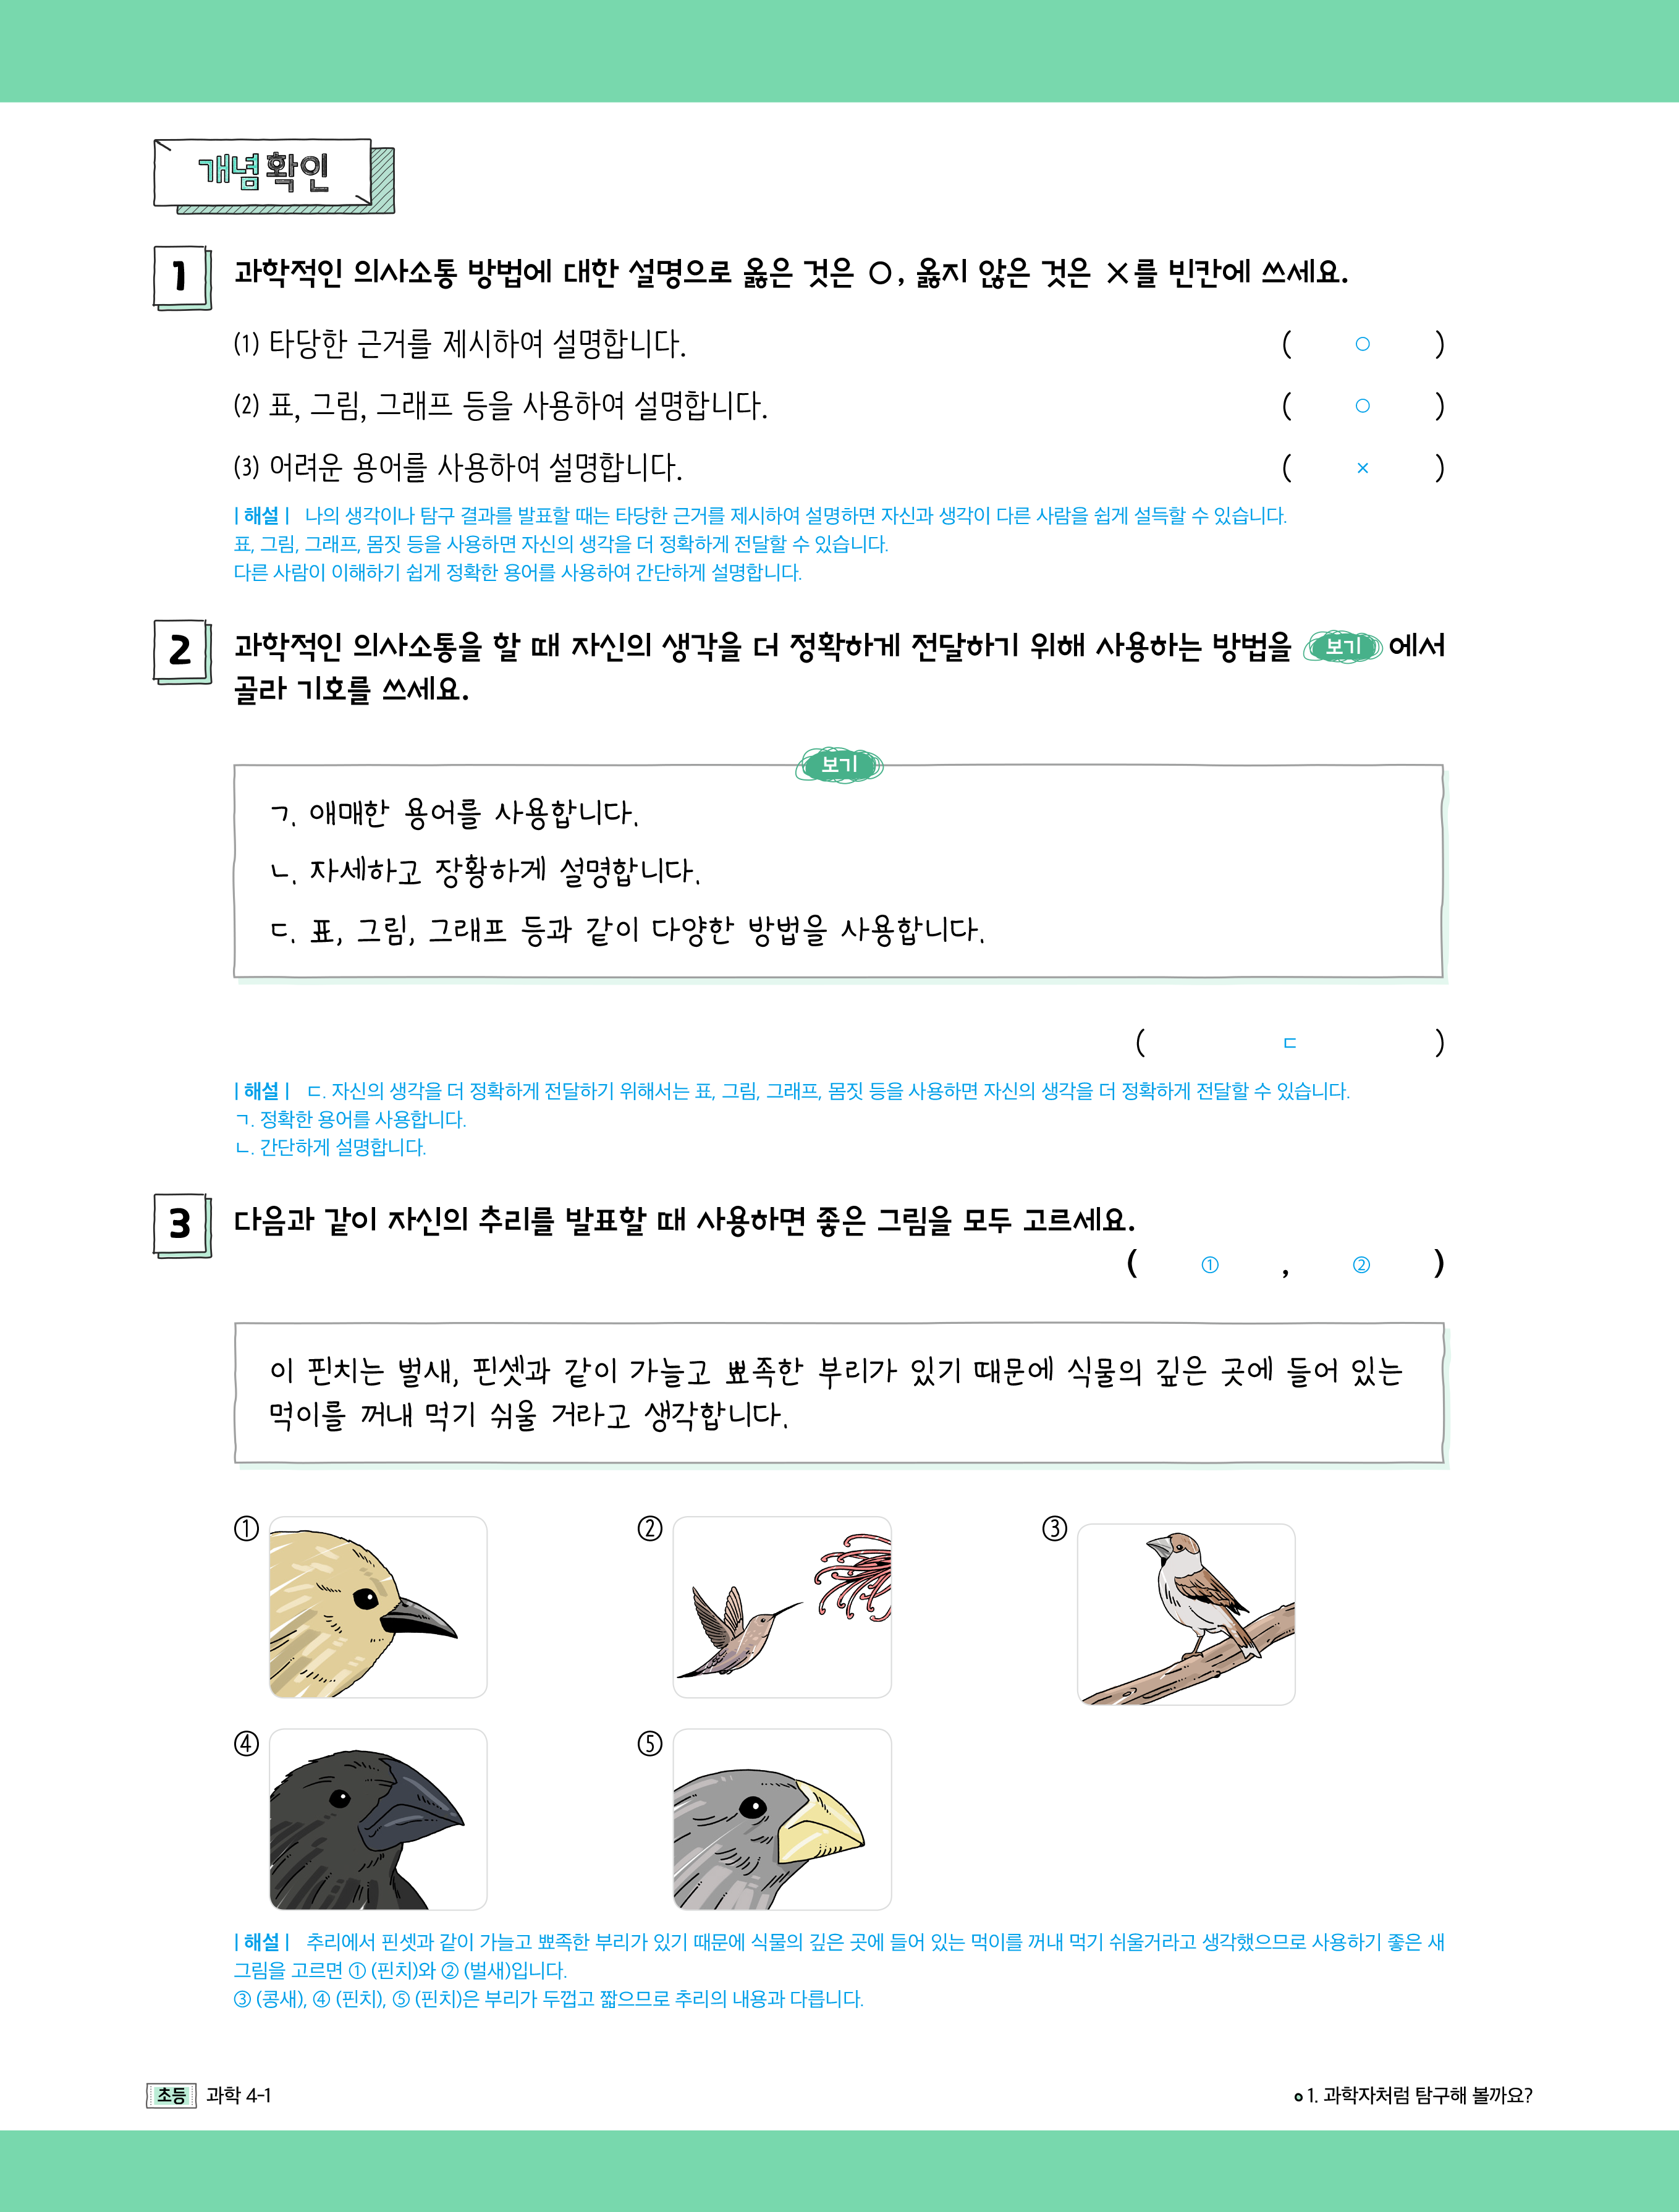 개념확인
1 과학적인 의사소통 방법에 대한 설명으로 옳은 것은 ○, 옳지 않은 것은 ×를 빈칸에 쓰세요.
(1) 타당한 근거를 제시하여 설명합니다. ( ○ )
(2) 표, 그림, 그래프 등을 사용하여 설명합니다. ( ○ )
(3) 어려운 용어를 사용하여 설명합니다. ( × )
| 해설 | 나의 생각이나 탐구 결과를 발표할 때는 타당한 근거를 제시하여 설명하면 자신과 생각이 다른 사람을 쉽게 설득할 수 있습니다.
표, 그림, 그래프, 몸짓 등을 사용하면 자신의 생각을 더 정확하게 전달할 수 있습니다.
다른 사람이 이해하기 쉽게 정확한 용어를 사용하여 간단하게 설명합니다.
2 과학적인 의사소통을 할 때 자신의 생각을 더 정확하게 전달하기 위해 사용하는 방법을 보기 에서
골라 기호를 쓰세요.
보기
ㄱ. 애매한 용어를 사용합니다.
ㄴ. 자세하고 장황하게 설명합니다.
ㄷ. 표, 그림, 그래프 등과 같이 다양한 방법을 사용합니다.
( ㄷ )
| 해설 | ㄷ. 자신의 생각을 더 정확하게 전달하기 위해서는 표, 그림, 그래프, 몸짓 등을 사용하면 자신의 생각을 더 정확하게 전달할 수 있습니다.
ㄱ. 정확한 용어를 사용합니다.
ㄴ. 간단하게 설명합니다.
3 다음과 같이 자신의 추리를 발표할 때 사용하면 좋은 그림을 모두 고르세요.
( ① , ② )
이 핀치는 벌새, 핀셋과 같이 가늘고 뾰족한 부리가 있기 때문에 식물의 깊은 곳에 들어 있는
먹이를 꺼내 먹기 쉬울 거라고 생각합니다.
① ② ③
④ ⑤
| 해설 | 추리에서 핀셋과 같이 가늘고 뾰족한 부리가 있기 때문에 식물의 깊은 곳에 들어 있는 먹이를 꺼내 먹기 쉬울거라고 생각했으므로 사용하기 좋은 새
그림을 고르면 ① (핀치)와 ② (벌새)입니다.
③ (콩새), ④ (핀치), ⑤ (핀치)은 부리가 두껍고 짧으므로 추리의 내용과 다릅니다.
초등 과학 4-1
1. 과학자처럼 탐구해 볼까요?